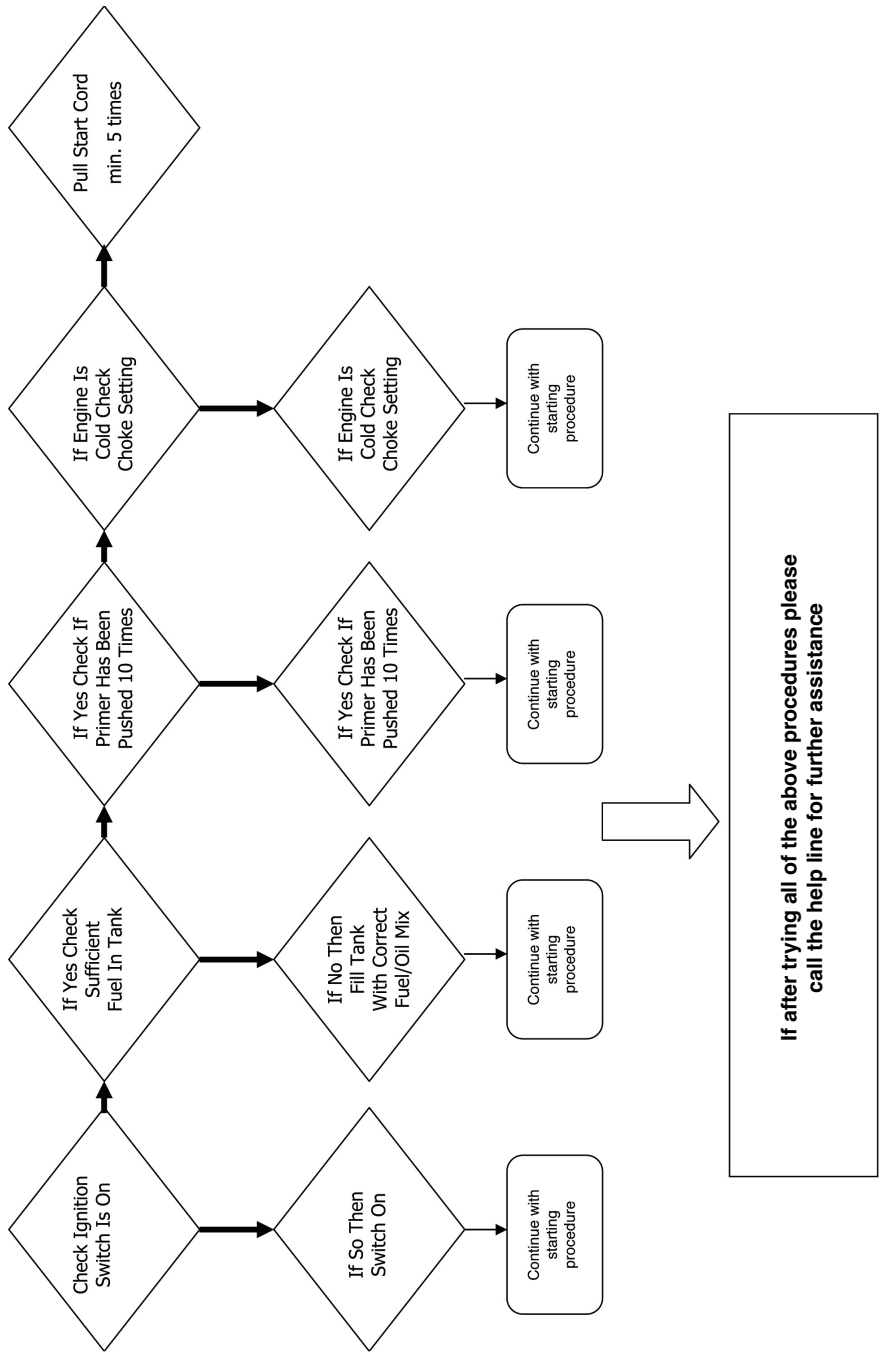 Check Ignition
Switch Is On
If Yes Check
Sufficient
Fuel In Tank
If Yes Check If
Primer Has Been
Pushed 10 Times
If Engine Is
Cold Check
Choke Setting
Pull Start Cord
min. 5 times
If So Then
Switch On
If No Then
Fill Tank
With Correct
Fuel/Oil Mix
If Yes Check If
Primer Has Been
Pushed 10 Times
If Engine Is
Cold Check
Choke Setting
Continue with
starting
procedure
Continue with
starting
procedure
Continue with
starting
procedure
Continue with
starting
procedure
If after trying all of the above procedures please
call the help line for further assistance